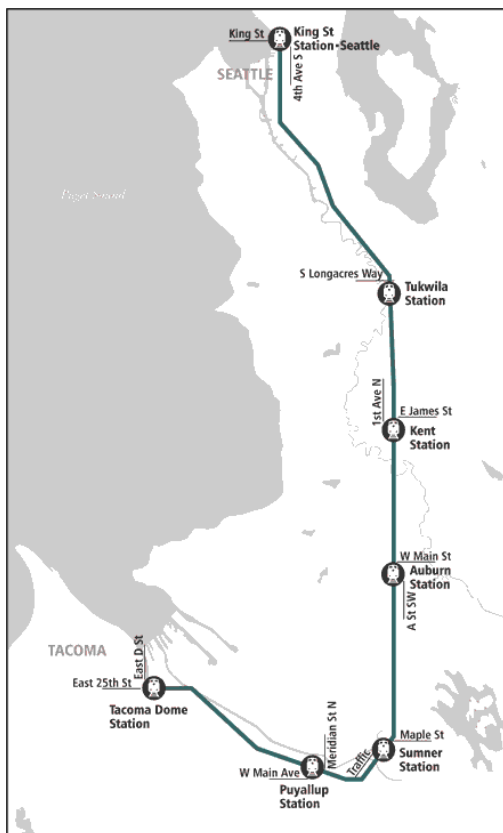 King St
King St
Station•Seattle
SEATTLE
4th Ave S
Puget Sound
S Longacres Way
Tukwila
Station
1st Ave N
E James St
Kent
Station
W Main St
Auburn
Station
A St SW
TACOMA
East D St
East 25th St
Tacoma Dome
Station
Meridian St N
Maple St
Traffic
Sumner
Station
W Main Ave
Puyallup
Station